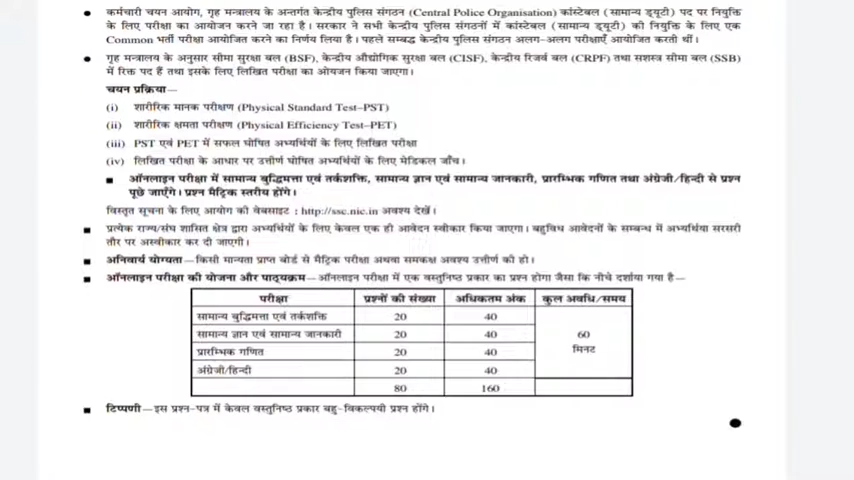 कर्मचारी चयन आयोग, गृह मन्त्रालय के अन्तर्गत केन्द्रीय पुलिस संगठन (Central Police Organisation) कांस्टेबल (सामान्य ड्यूटी) पद पर नियुक्ति
के लिए परीक्षा का आयोजन करने जा रहा है। सरकार ने सभी केन्द्रीय पुलिस संगठनों में कांस्टेबल (सामान्य ड्यूटी) की नियुक्ति के लिए एक
Common भर्ती परीक्षा आयोजित करने का निर्णय लिया है। पहले सम्बद्ध केन्द्रीय पुलिस संगठन अलग-अलग परीक्षाएँ आयोजित करती थीं।
गृह मन्त्रालय के अनुसार सीमा सुरक्षा बल (BSF), केन्द्रीय औद्योगिक सुरक्षा बल (CISF), केन्द्रीय रिजर्व बल (CRPF) तथा सशस्त्र सीमा बल (SSB)
में रिक्त पद हैं तथा इसके लिए लिखित परीक्षा का ओयजन किया जाएगा।
चयन प्रक्रिया—
(i) शारीरिक मानक परीक्षण (Physical Standard Test–PST)
(ii) शारीरिक क्षमता परीक्षण (Physical Efficiency Test–PET)
(iii) PST एवं PET में सफल घोषित अभ्यर्थियों के लिए लिखित परीक्षा
(iv) लिखित परीक्षा के आधार पर उत्तीर्ण घोषित अभ्यर्थियों के लिए मेडिकल जाँच।
ऑनलाइन परीक्षा में सामान्य बुद्धिमत्ता एवं तर्कशक्ति, सामान्य ज्ञान एवं सामान्य जानकारी, प्रारम्भिक गणित तथा अंग्रेजी/हिन्दी से प्रश्न
पूछे जाएँगे। प्रश्न मैट्रिक स्तरीय होंगे।
विस्तृत सूचना के लिए आयोग की वेबसाइट : http://ssc.nic.in अवश्य देखें।
प्रत्येक राज्य/संघ शासित क्षेत्र द्वारा अभ्यर्थियों के लिए केवल एक ही आवेदन स्वीकार किया जाएगा। बहुविध आवेदनों के सम्बन्ध में अभ्यर्थिता सरसरी
तौर पर अस्वीकार कर दी जाएगी।
अनिवार्य योग्यता—किसी मान्यता प्राप्त बोर्ड से मैट्रिक परीक्षा अथवा समकक्ष अवश्य उत्तीर्ण की हो।
ऑनलाइन परीक्षा की योजना और पाठ्यक्रम—ऑनलाइन परीक्षा में एक वस्तुनिष्ठ प्रकार का प्रश्न होगा जैसा कि नीचे दर्शाया गया है—
परीक्षा प्रश्नों की संख्या अधिकतम अंक कुल अवधि/समय
सामान्य बुद्धिमत्ता एवं तर्कशक्ति 20 40
सामान्य ज्ञान एवं सामान्य जानकारी 20 40 60
प्रारम्भिक गणित 20 40 मिनट
अंग्रेजी/हिन्दी 20 40
80 160
टिप्पणी—इस प्रश्न-पत्र में केवल वस्तुनिष्ठ प्रकार बहु-विकल्पयी प्रश्न होंगे।